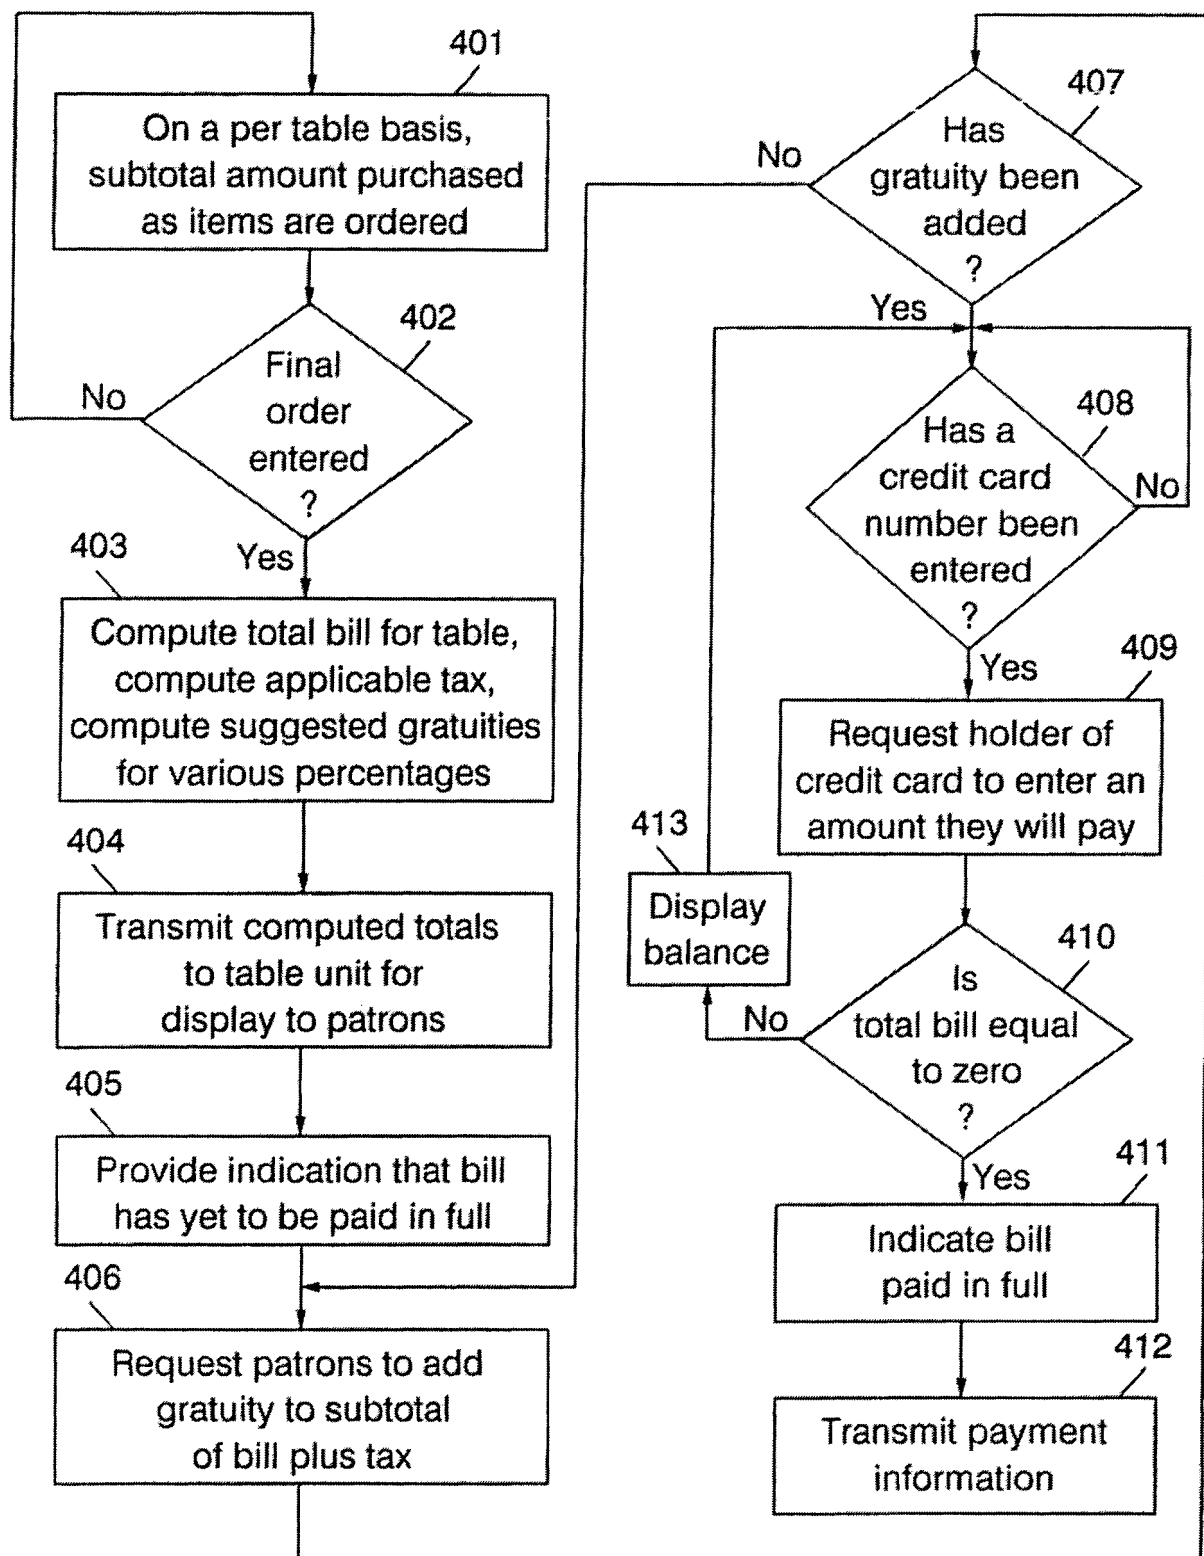 401
On a per table basis,
subtotal amount purchased
as items are ordered
402
Final
order
entered
?
No
Yes
403
Compute total bill for table,
compute applicable tax,
compute suggested gratuities
for various percentages
404
Transmit computed totals
to table unit for
display to patrons
405
Provide indication that bill
has yet to be paid in full
406
Request patrons to add
gratuity to subtotal
of bill plus tax
407
Has
gratuity been
added
?
No
Yes
408
Has a
credit card
number been
entered
?
No
Yes
409
Request holder of
credit card to enter an
amount they will pay
413
Display
balance
410
Is
total bill equal
to zero
?
No
Yes
411
Indicate bill
paid in full
412
Transmit payment
information